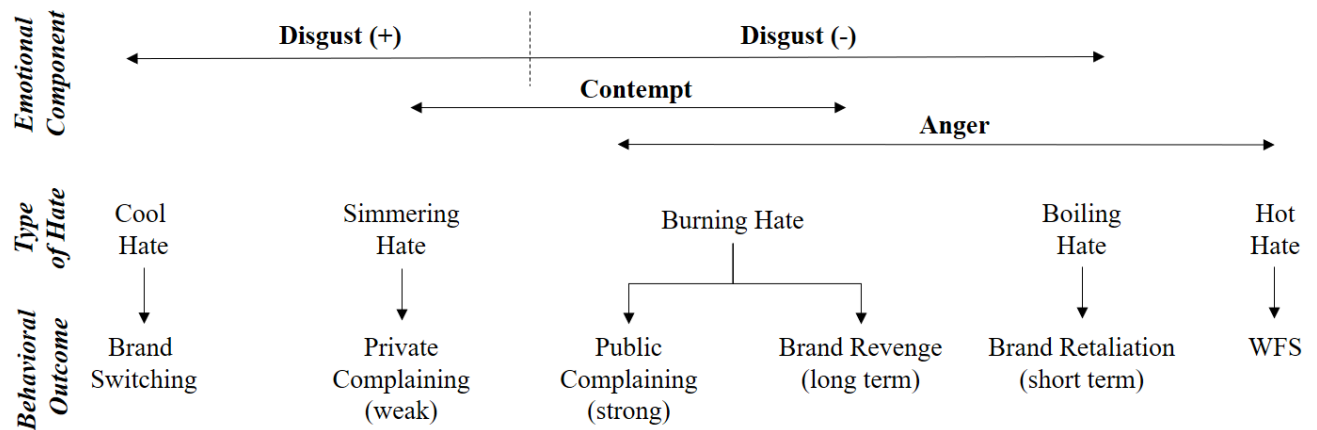 Emotional
Component
Disgust (+)
Disgust (-)
Contempt
Anger
Type
of Hate
Cool
Hate
Simmering
Hate
Burning Hate
Boiling
Hate
Hot
Hate
Behavioral
Outcome
Brand
Switching
Private
Complaining
(weak)
Public
Complaining
(strong)
Brand Revenge
(long term)
Brand Retaliation
(short term)
WFS